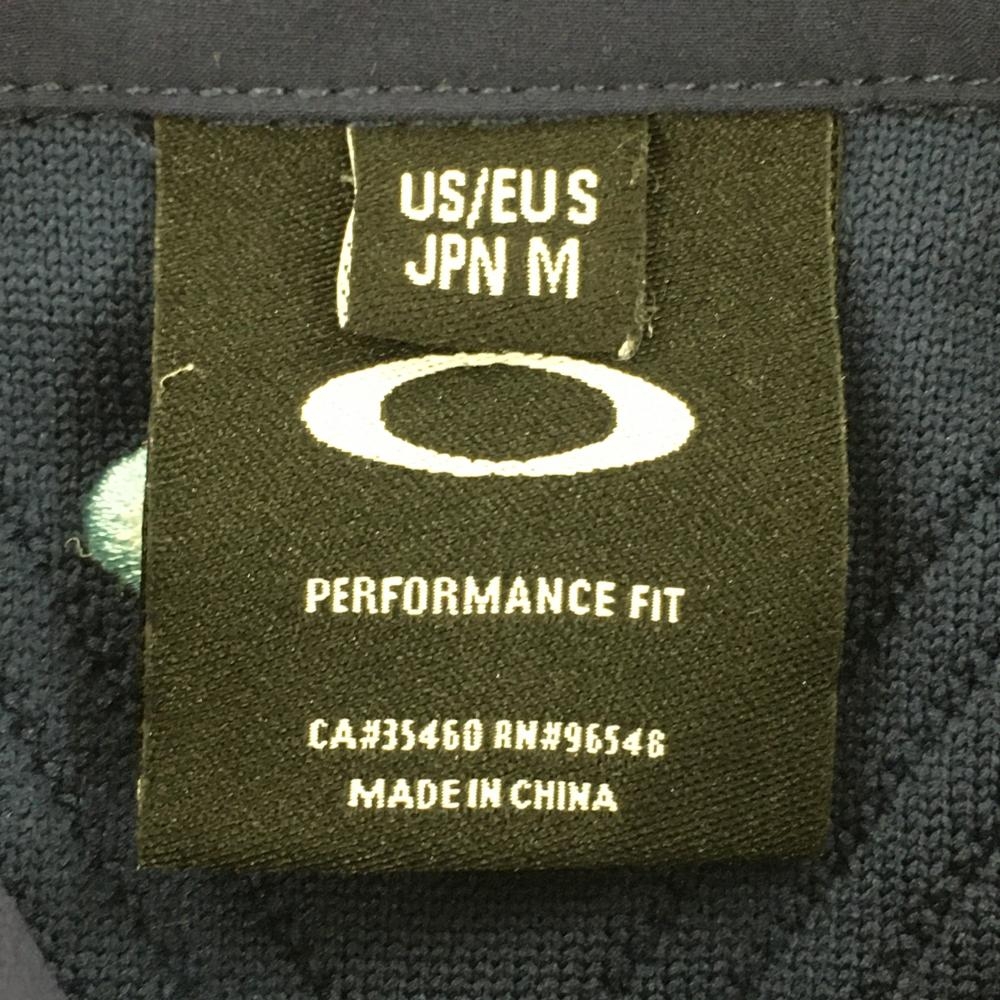 US/EU S
JPN M
PERFORMANCE FIT
CA#35460 RN#96548
MADE IN CHINA